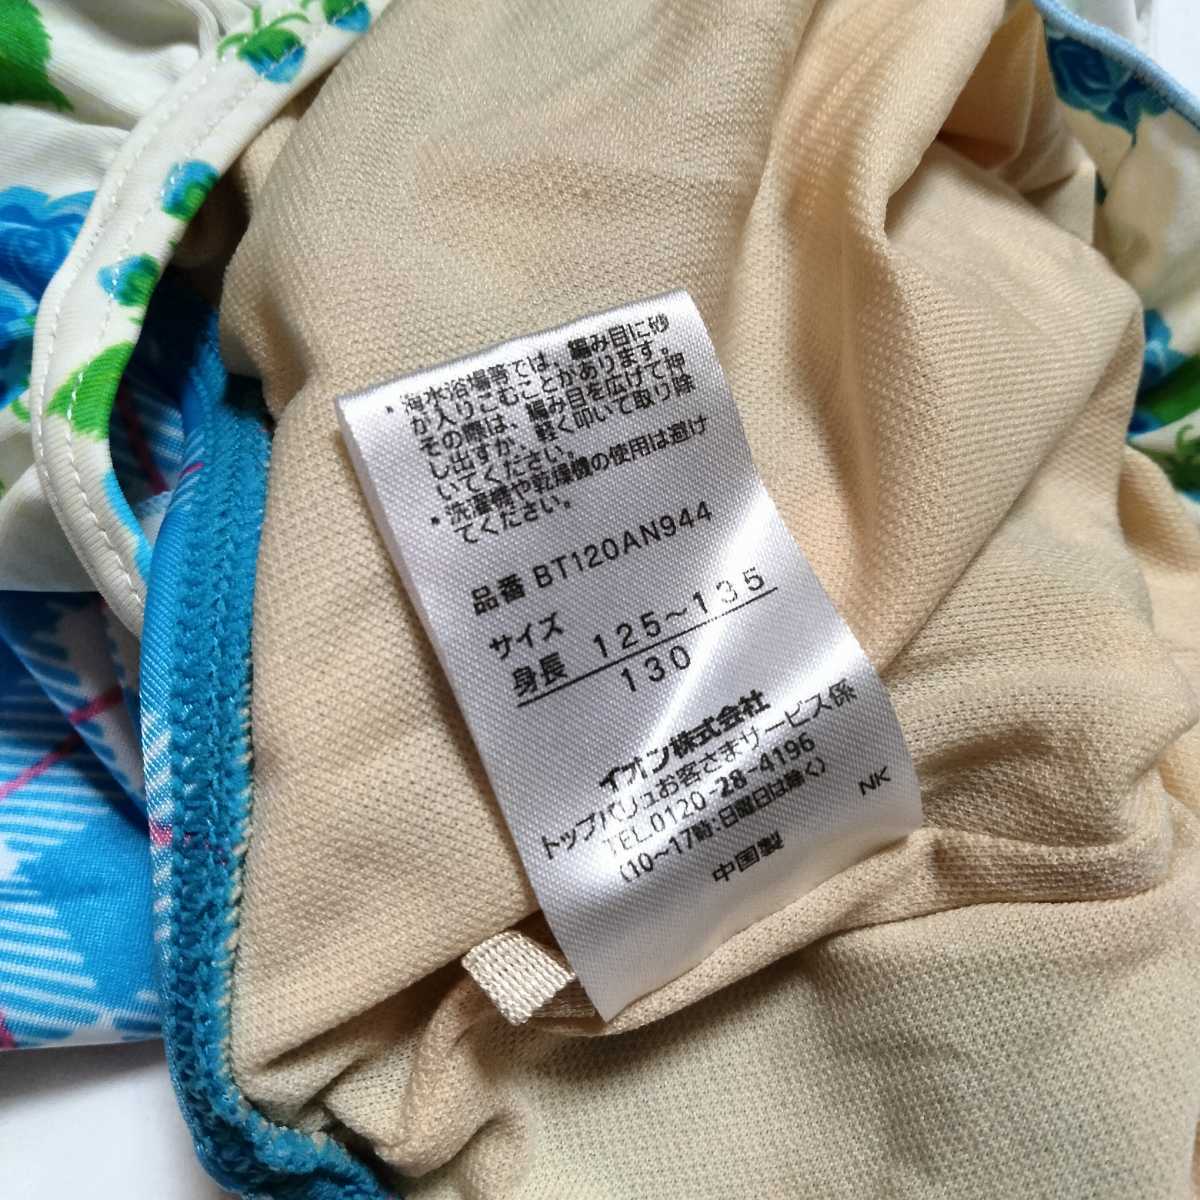 ・海水浴場等では、編み目に砂
が入りこむことがあります。
その際は、編み目を広げて押
し出すか、軽く叩いて取り除
いてください。
・洗濯機や乾燥機の使用は避け
てください。
品番 BT120AN944
サイズ
身長 125~135
130
イオン株式会社
トップバリュお客さまサービス係
TEL.0120-28-4196
(10~17時:日曜日は除く)
中国製
NK